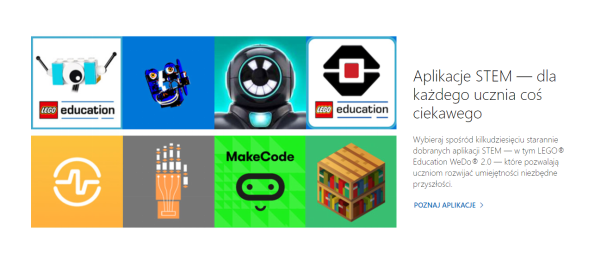 LEGO education
LEGO education
MakeCode
Aplikacje STEM — dla
każdego ucznia coś
ciekawego
Wybieraj spośród kilkudziesięciu starannie
dobranych aplikacji STEM — w tym LEGO®
Education WeDo® 2.0 — które pozwalają
uczniom rozwijać umiejętności niezbędne
przyszłości.
POZNAJ APLIKACJE >